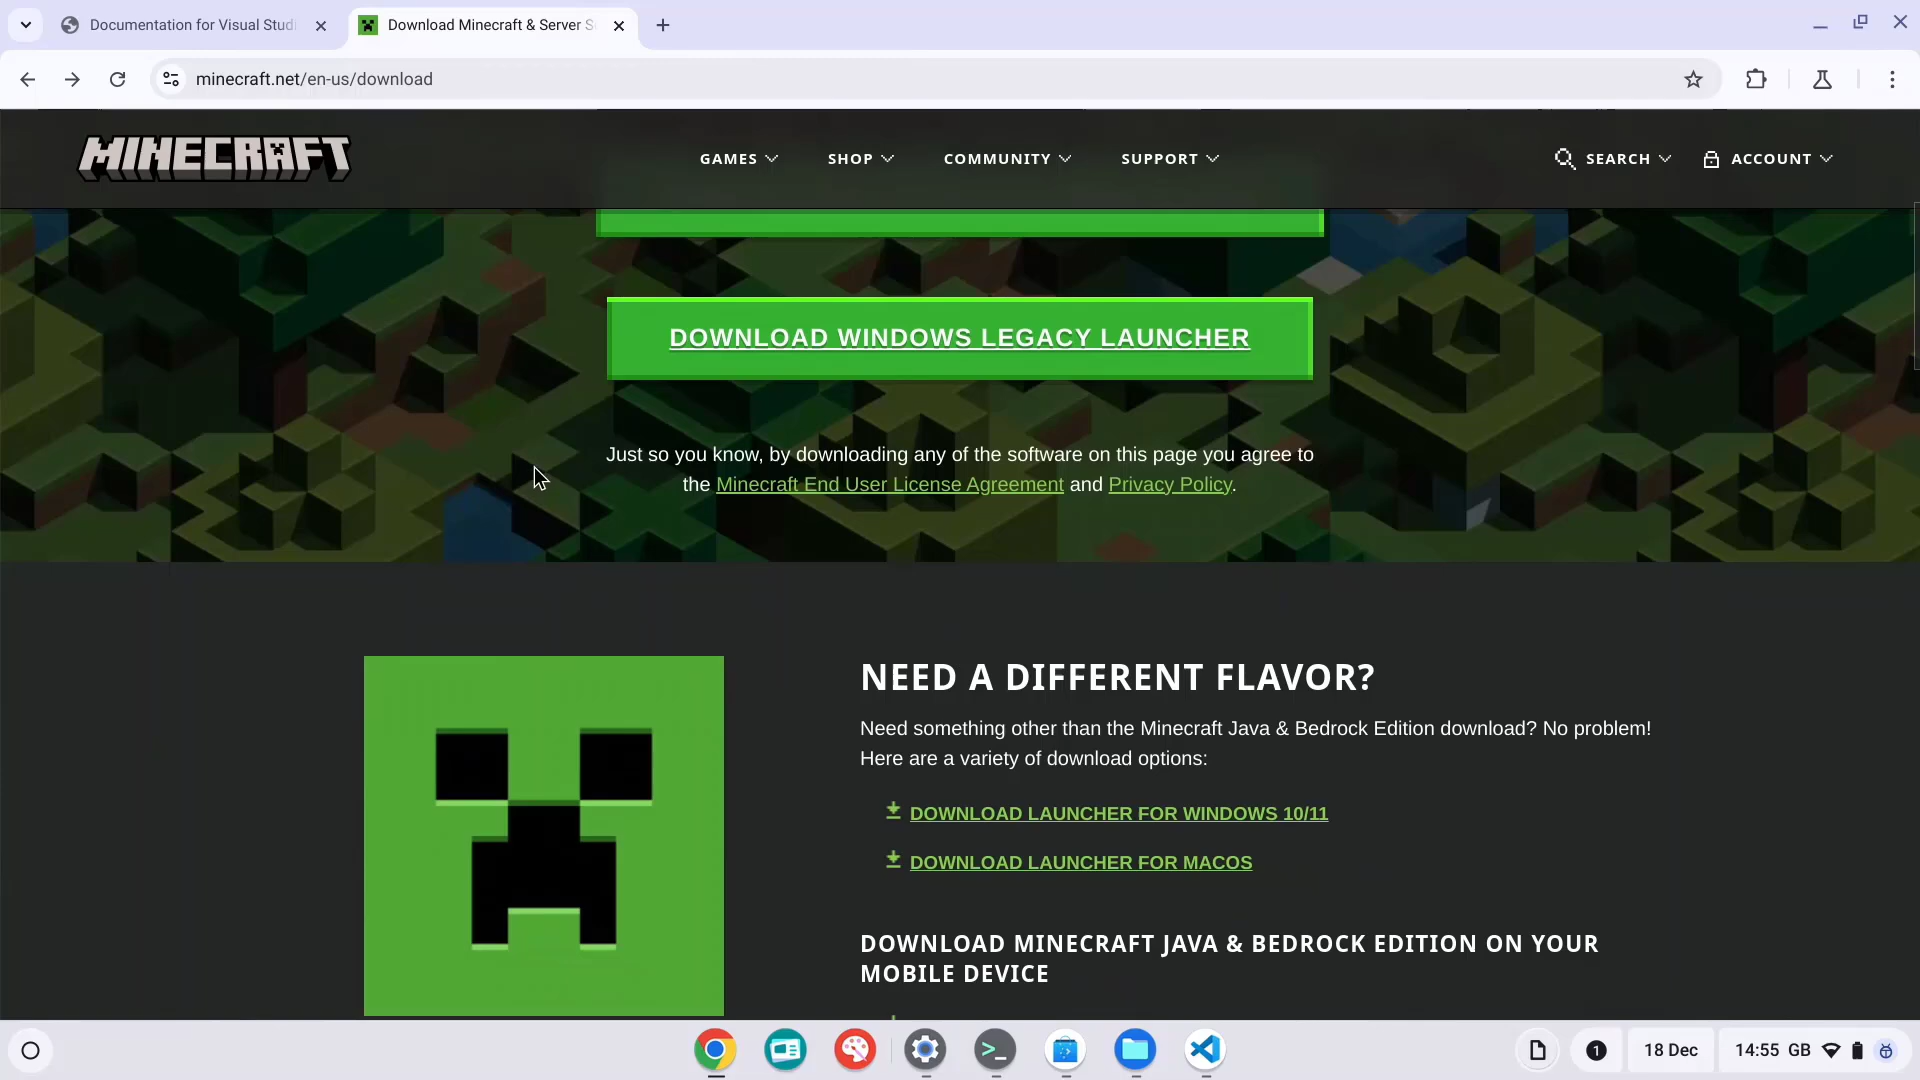 Documentation for Visual Studi
Download Minecraft & Server S
minecraft.net/en-us/download
MINECRAFT
GAMES
SHOP
COMMUNITY
SUPPORT
SEARCH
ACCOUNT
DOWNLOAD WINDOWS LEGACY LAUNCHER
Just so you know, by downloading any of the software on this page you agree to
the Minecraft End User License Agreement and Privacy Policy.
NEED A DIFFERENT FLAVOR?
Need something other than the Minecraft Java & Bedrock Edition download? No problem!
Here are a variety of download options:
DOWNLOAD LAUNCHER FOR WINDOWS 10/11
DOWNLOAD LAUNCHER FOR MACOS
DOWNLOAD MINECRAFT JAVA & BEDROCK EDITION ON YOUR
MOBILE DEVICE
1
18 Dec
14:55 GB